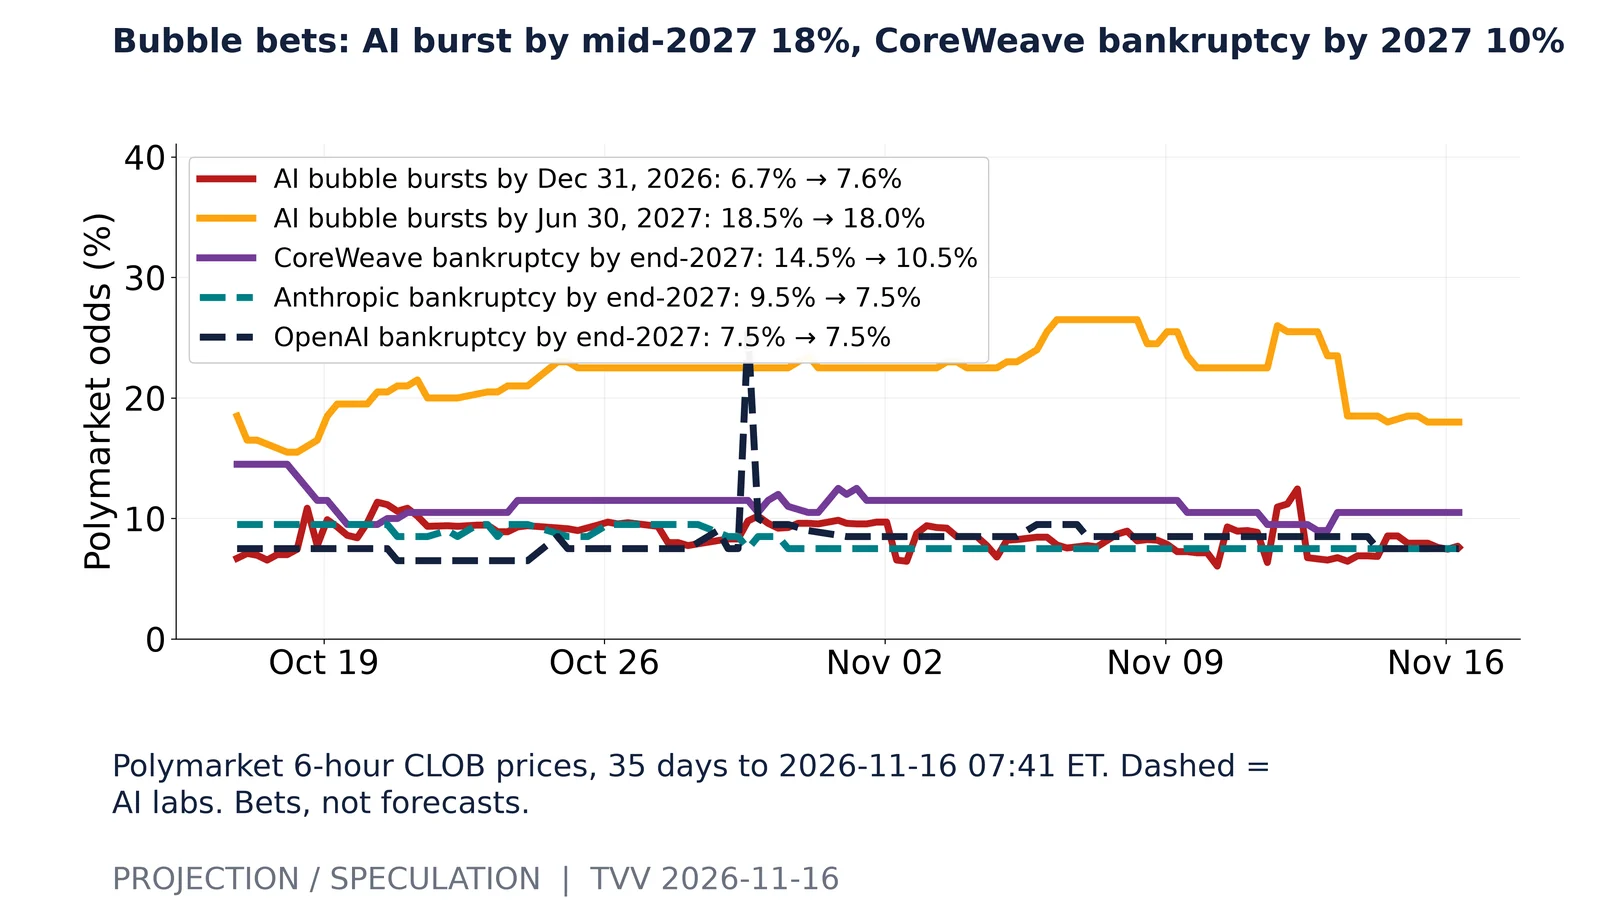 Bubble bets: AI burst by mid-2027 18%, CoreWeave bankruptcy by 2027 10%
Polymarket odds (%)
40
30
20
10
0
AI bubble bursts by Dec 31, 2026: 6.7% → 7.6%
AI bubble bursts by Jun 30, 2027: 18.5% → 18.0%
CoreWeave bankruptcy by end-2027: 14.5% → 10.5%
Anthropic bankruptcy by end-2027: 9.5% → 7.5%
OpenAI bankruptcy by end-2027: 7.5% → 7.5%
Oct 19
Oct 26
Nov 02
Nov 09
Nov 16
Polymarket 6-hour CLOB prices, 35 days to 2026-11-16 07:41 ET. Dashed =
AI labs. Bets, not forecasts.
PROJECTION / SPECULATION | TVV 2026-11-16